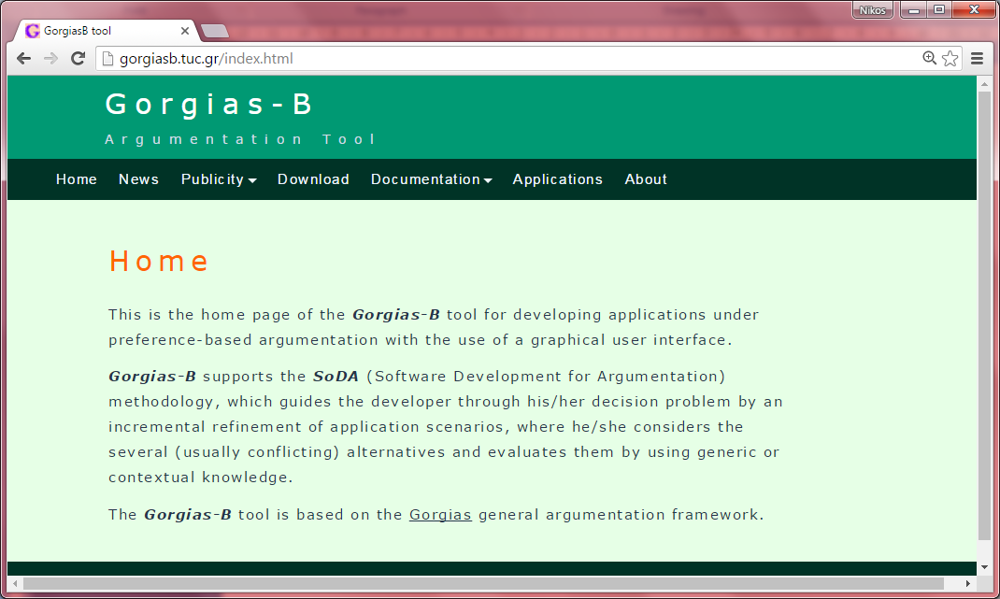 Nikos
GorgiasB tool
gorgiasb.tuc.gr/index.html
Gorgias-B
Argumentation Tool
Home News Publicity Download Documentation Applications About
Home
This is the home page of the Gorgias-B tool for developing applications under
preference-based argumentation with the use of a graphical user interface.
Gorgias-B supports the SoDA (Software Development for Argumentation)
methodology, which guides the developer through his/her decision problem by an
incremental refinement of application scenarios, where he/she considers the
several (usually conflicting) alternatives and evaluates them by using generic or
contextual knowledge.
The Gorgias-B tool is based on the Gorgias general argumentation framework.